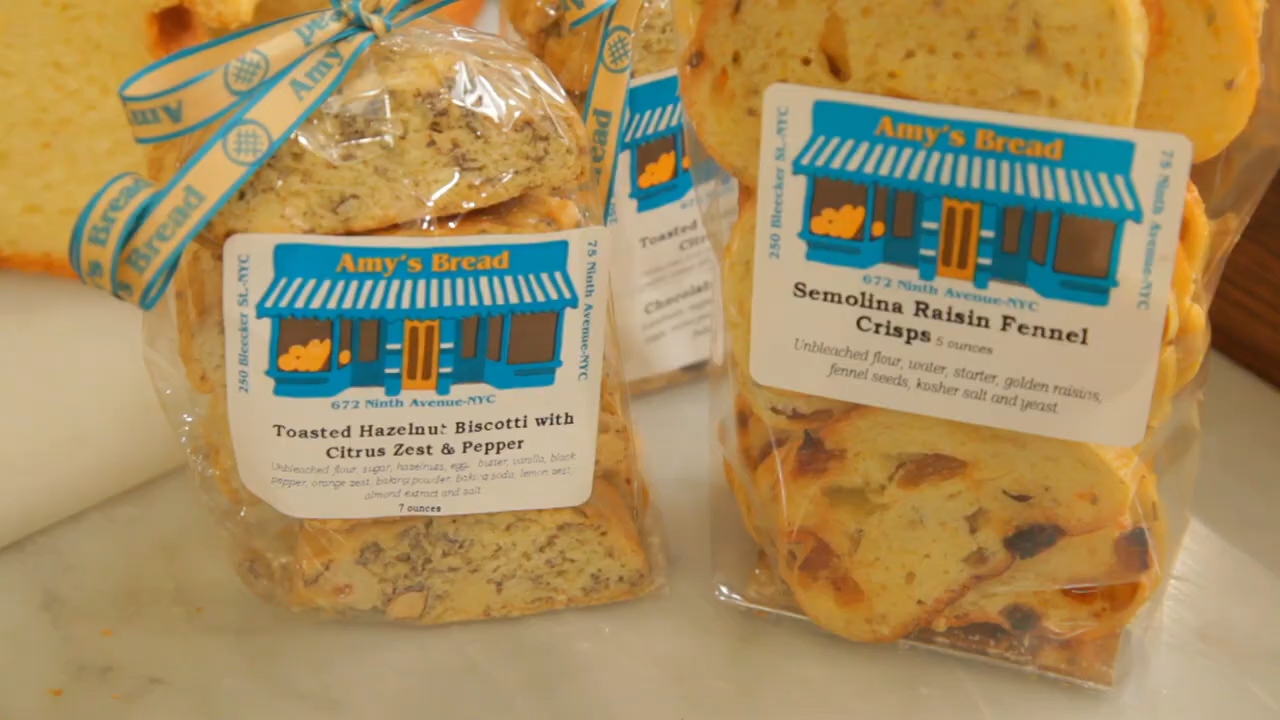 Amy's
Bread
Amy's Bread
250 Bleecker St.-NYC
75 Ninth Avenue-NYC
672 Ninth Avenue-NYC
Toasted Hazelnut Biscotti with
Citrus Zest & Pepper
Unbleached flour, sugar, hazelnuts, egg, butter, vanilla, black
pepper, orange zest, baking powder, baking soda, lemon zest,
almond extract and salt.
7 ounces
Bread
Toasted
Amy's Bread
250 Bleecker St.-NYC
75 Ninth Avenue-NYC
672 Ninth Avenue-NYC
Semolina Raisin Fennel
Crisps 5 ounces
Unbleached flour, water, starter, golden raisins,
fennel seeds, kosher salt and yeast.